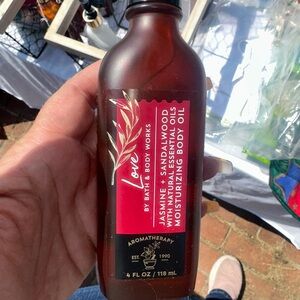 Love
BY BATH & BODY WORKS
JASMINE + SANDALWOOD
WITH NATURAL ESSENTIAL OILS
MOISTURIZING BODY OIL
AROMATHERAPY
EST. 1990
4 FL OZ / 118 mL